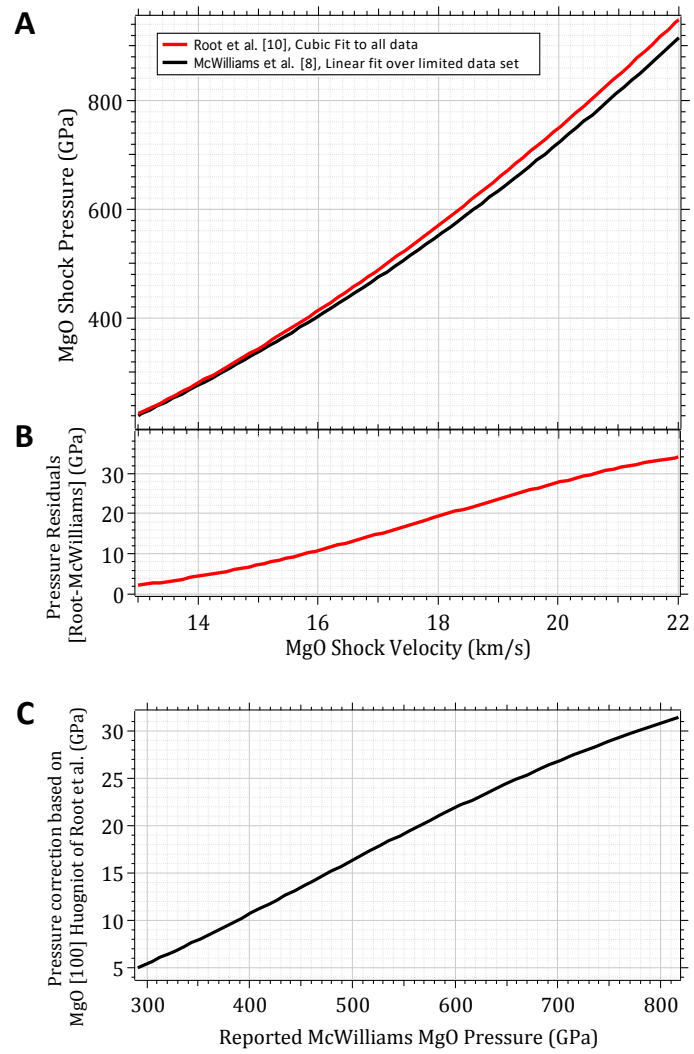 A
Root et al. [10], Cubic Fit to all data
McWilliams et al. [8], Linear fit over limited data set
MgO Shock Pressure (GPa)
800
600
400
B
Pressure Residuals
[Root-McWilliams] (GPa)
30
20
10
0
14 16 18 20 22
MgO Shock Velocity (km/s)
C
Pressure correction based on
MgO [100] Huogniot of Root et al. (GPa)
30
25
20
15
10
5
300 400 500 600 700 800
Reported McWilliams MgO Pressure (GPa)